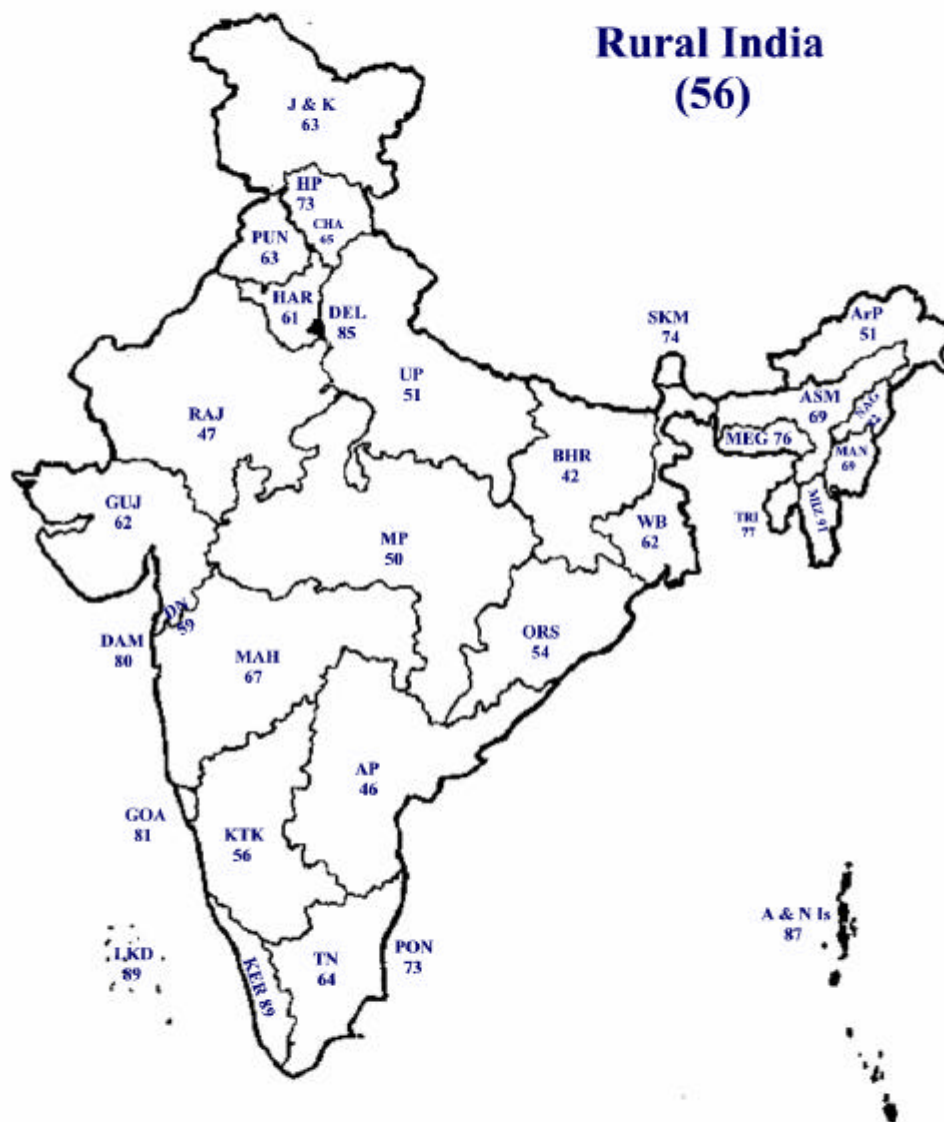 Rural India
(56)
J & K
63
HP
73
CHA
65
PUN
63
HAR
61
DEL
85
SKM
74
ArP
51
UP
51
ASM
69
NAG
RAJ
47
MEG 76
BHR
42
MAN
69
GUJ
62
MIZ 91
WB
62
TRI
77
MP
50
DN
59
ORS
54
DAM
80
MAH
67
AP
46
GOA
81
KTK
56
A & N Is
87
LKD
89
KER 89
TN
64
PON
73